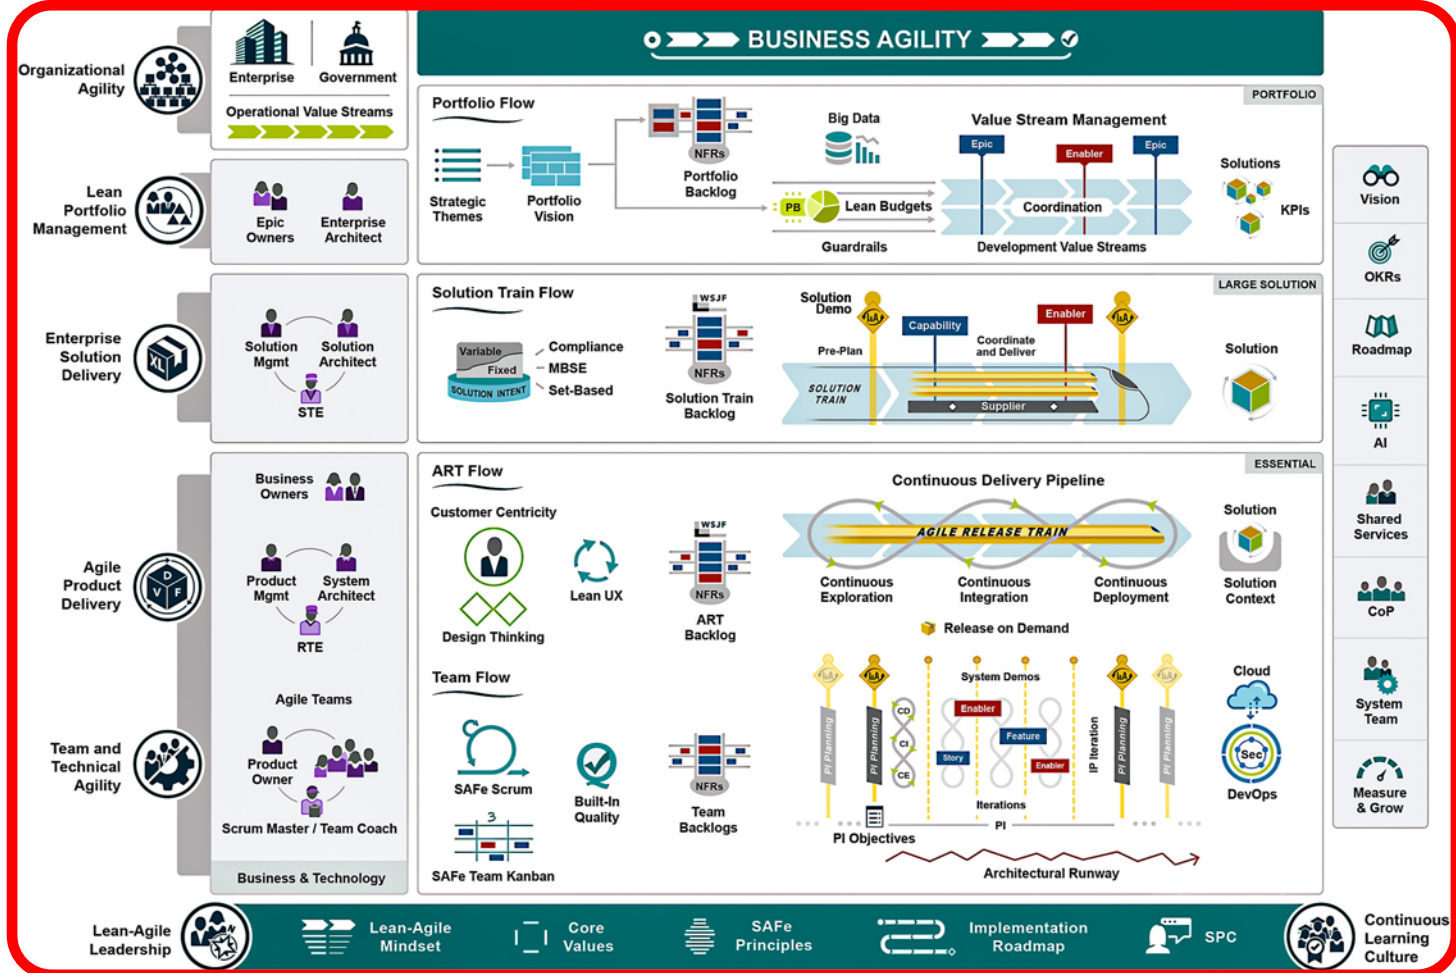 BUSINESS AGILITY
Organizational
Agility
Enterprise
Government
Operational Value Streams
Lean
Portfolio
Management
Epic
Owners
Enterprise
Architect
PORTFOLIO
Portfolio Flow
Strategic
Themes
Portfolio
Vision
NFRs
Portfolio
Backlog
Big Data
PB
Lean Budgets
Guardrails
Value Stream Management
Epic
Enabler
Epic
Coordination
Development Value Streams
Solutions
KPIs
Enterprise
Solution
Delivery
XL
Solution
Mgmt
Solution
Architect
STE
LARGE SOLUTION
Solution Train Flow
Variable
Fixed
SOLUTION INTENT
Compliance
MBSE
Set-Based
WSJF
NFRs
Solution Train
Backlog
Solution
Demo
I&A
I&A
Pre-Plan
Capability
Enabler
Coordinate
and Deliver
SOLUTION
TRAIN
Supplier
Solution
Agile
Product
Delivery
D
V
F
Business
Owners
Product
Mgmt
System
Architect
RTE
ESSENTIAL
ART Flow
Customer Centricity
Design Thinking
Lean UX
WSJF
NFRs
ART
Backlog
Continuous Delivery Pipeline
AGILE RELEASE TRAIN
Continuous
Exploration
Continuous
Integration
Continuous
Deployment
Release on Demand
Solution
Solution
Context
Team and
Technical
Agility
Agile Teams
Product
Owner
Scrum Master / Team Coach
Business & Technology
Team Flow
SAFe Scrum
3
SAFe Team Kanban
Built-In
Quality
NFRs
Team
Backlogs
I&A
I&A
I&A
I&A
PI Planning
PI Planning
CD
CI
CE
System Demos
Enabler
Feature
Story
Enabler
Iterations
IP Iteration
PI Planning
PI Planning
PI Objectives
PI
Architectural Runway
Cloud
Sec
DevOps
Vision
OKRs
Roadmap
AI
Shared
Services
CoP
System
Team
Measure
& Grow
Lean-Agile
Leadership
N
Lean-Agile
Mindset
Core
Values
SAFe
Principles
Implementation
Roadmap
SPC
Continuous
Learning
Culture